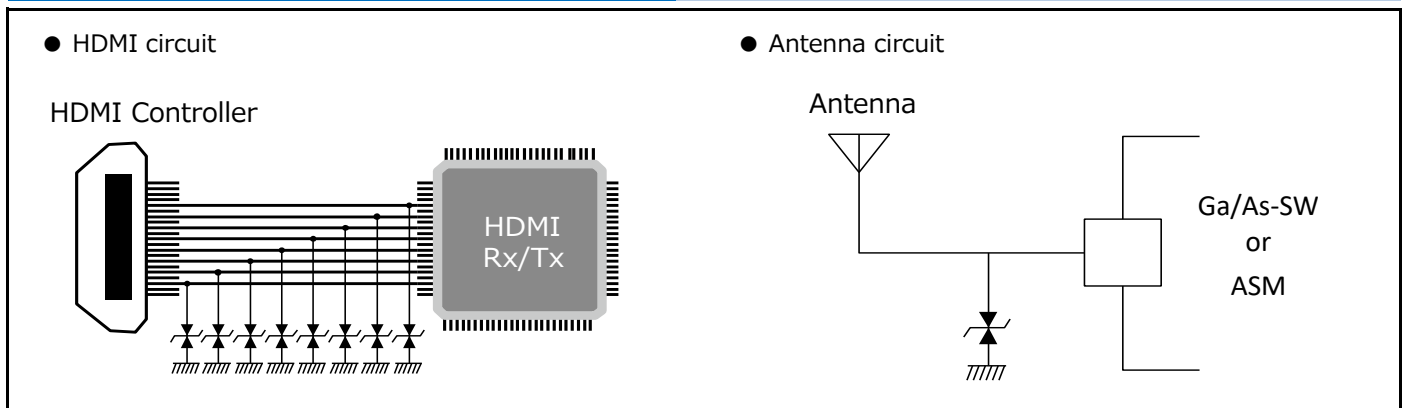 ● HDMI circuit
HDMI Controller
HDMI
Rx/Tx
● Antenna circuit
Antenna
Ga/As-SW
or
ASM